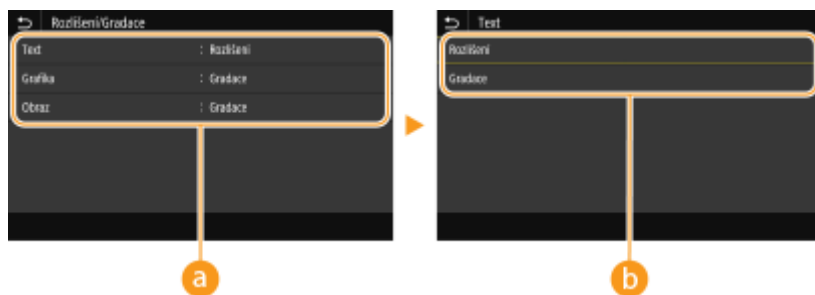 Rozlišení/Gradace
Text : Rozlišení
Grafika : Gradace
Obraz : Gradace
a
Text
Rozlišení
Gradace
b